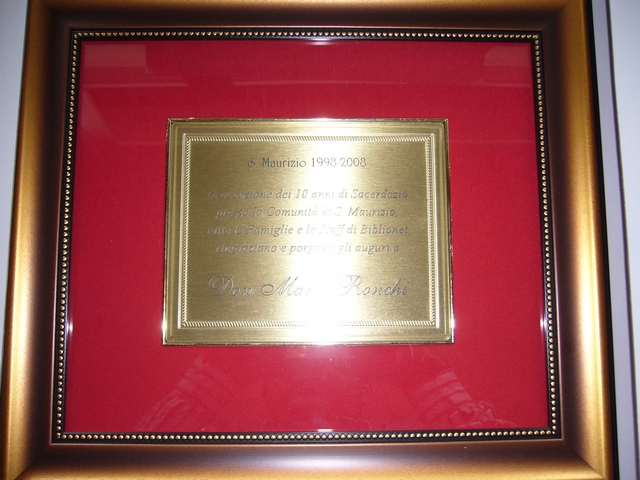 S. Maurizio 1998-2008
In occasione dei 10 anni di Sacerdozio
presso la Comunità di S. Maurizio,
tutte le Famiglie e lo Staff di Biblionet
ringraziano e porgono gli auguri a
Don Ronchi